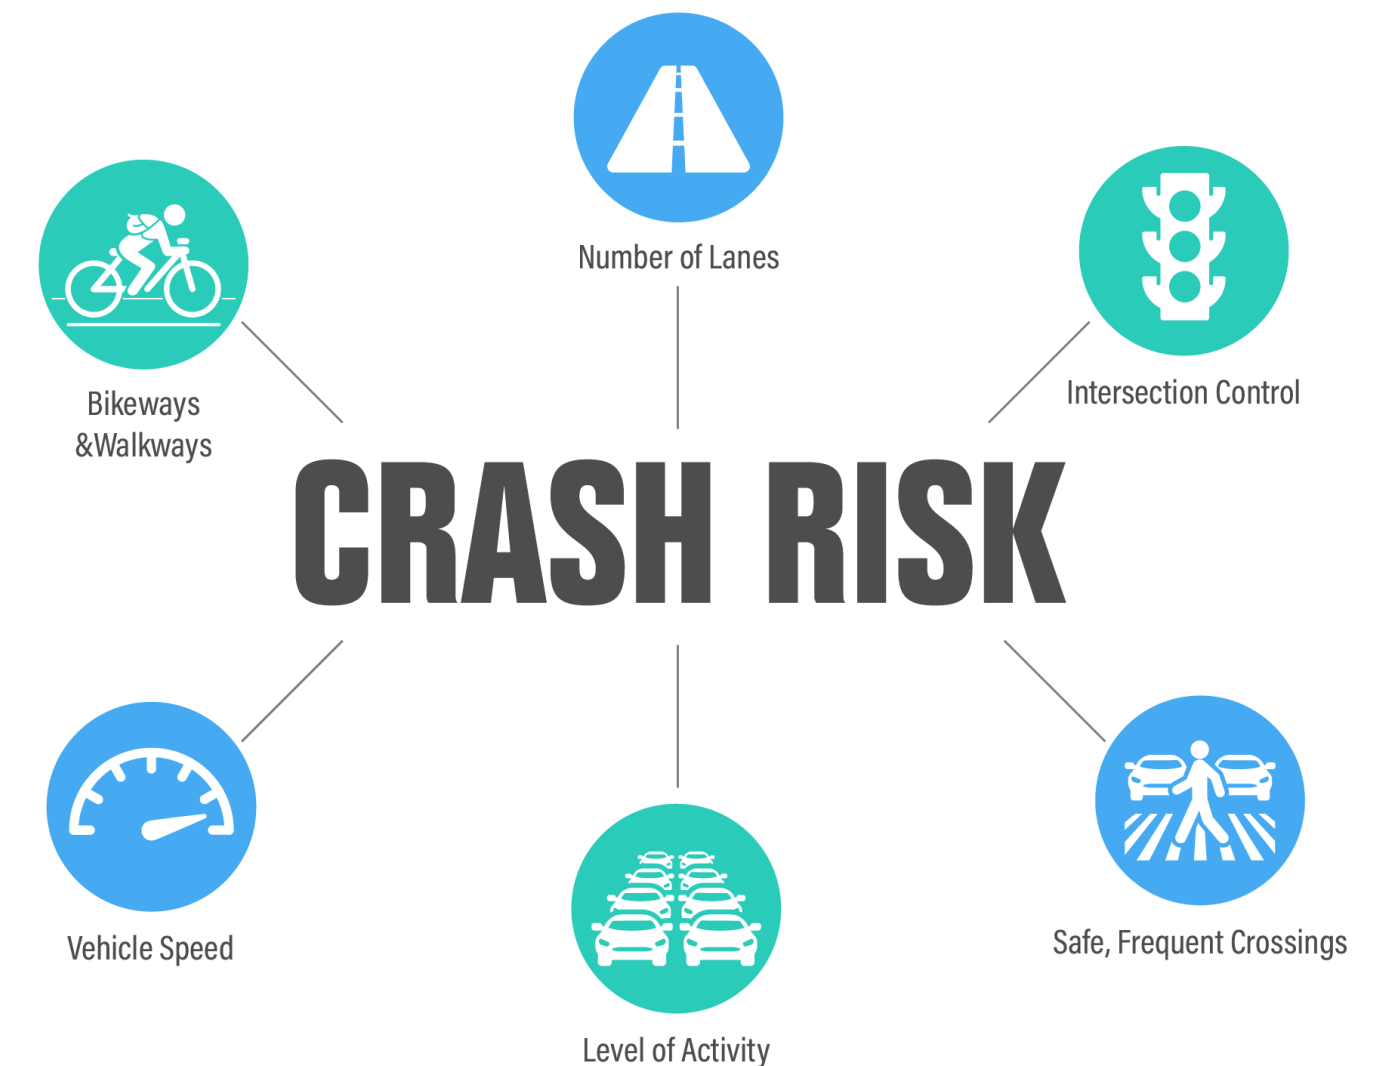 Number of Lanes
Bikeways
&Walkways
Intersection Control
CRASH RISK
Vehicle Speed
Safe, Frequent Crossings
Level of Activity